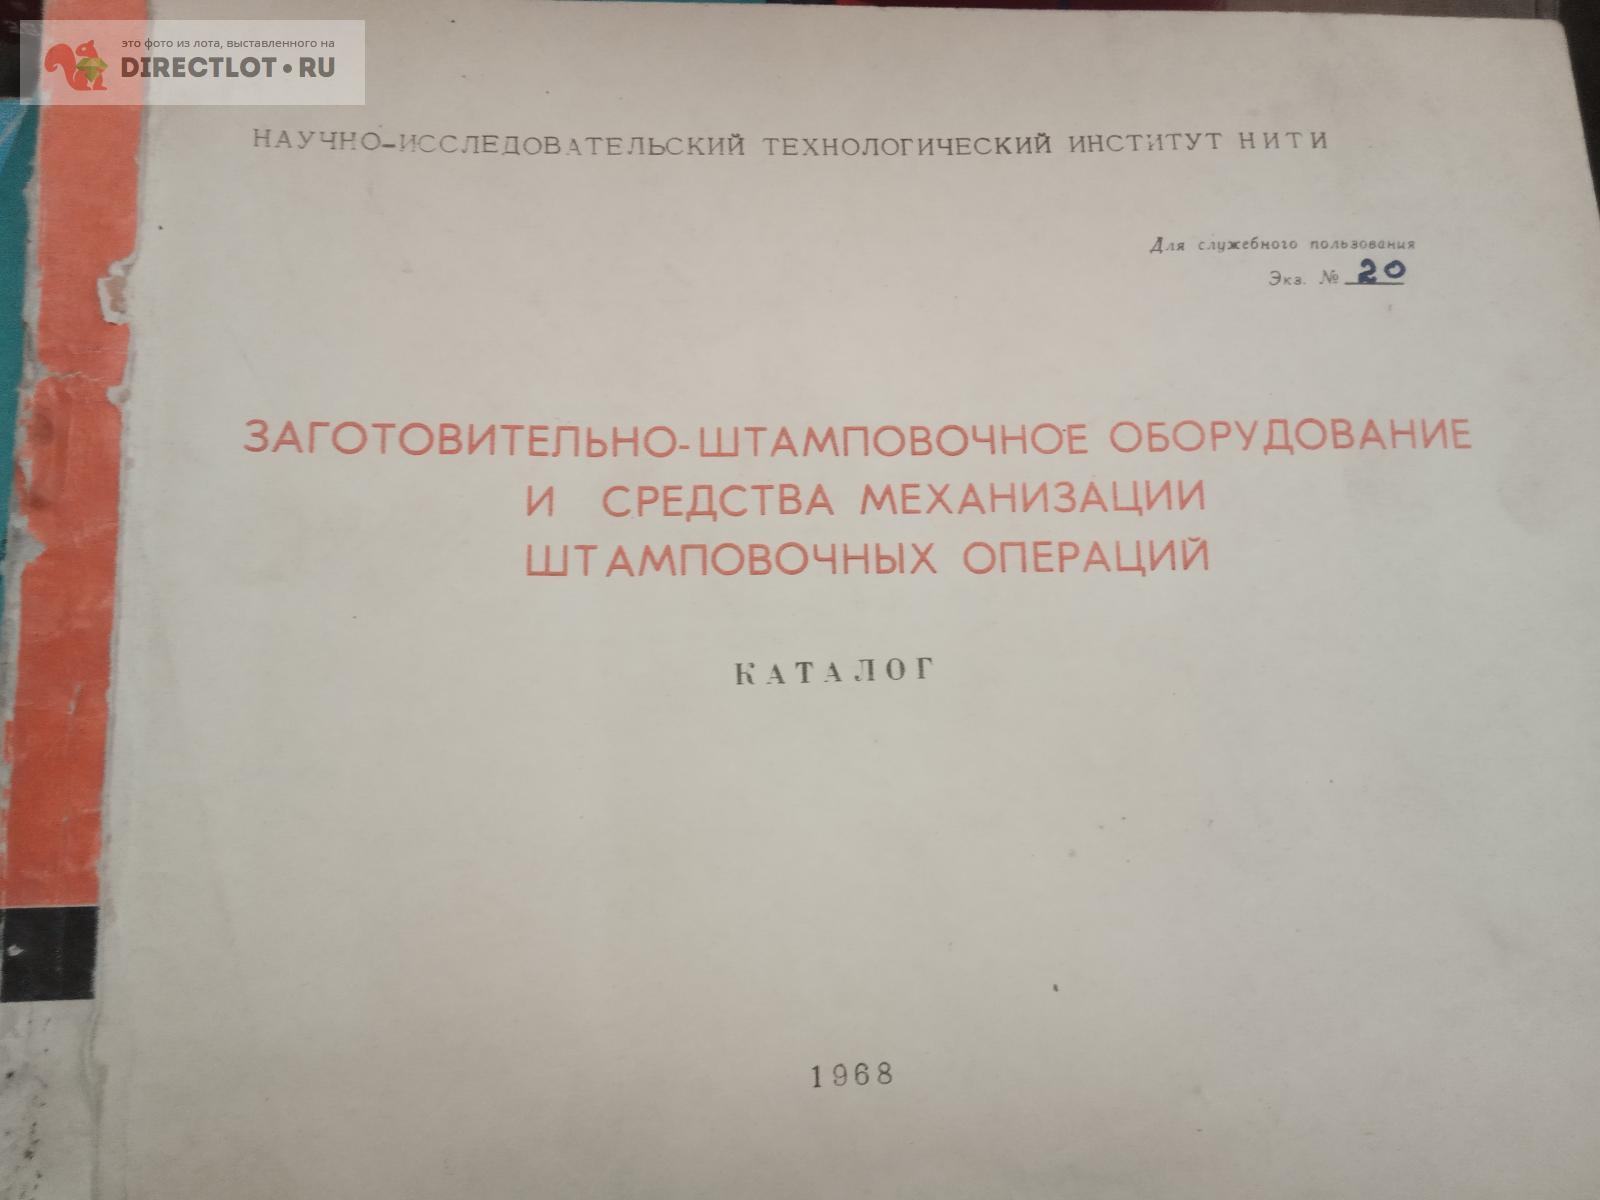 это фото из лота, выставленного на
DIRECTLOT•RU
НАУЧНО-ИССЛЕДОВАТЕЛЬСКИЙ ТЕХНОЛОГИЧЕСКИЙ ИНСТИТУТ НИТИ
Для служебного пользования
Экз. № 20
ЗАГОТОВИТЕЛЬНО-ШТАМПОВОЧНОЕ ОБОРУДОВАНИЕ
И СРЕДСТВА МЕХАНИЗАЦИИ
ШТАМПОВОЧНЫХ ОПЕРАЦИЙ
КАТАЛОГ
1968